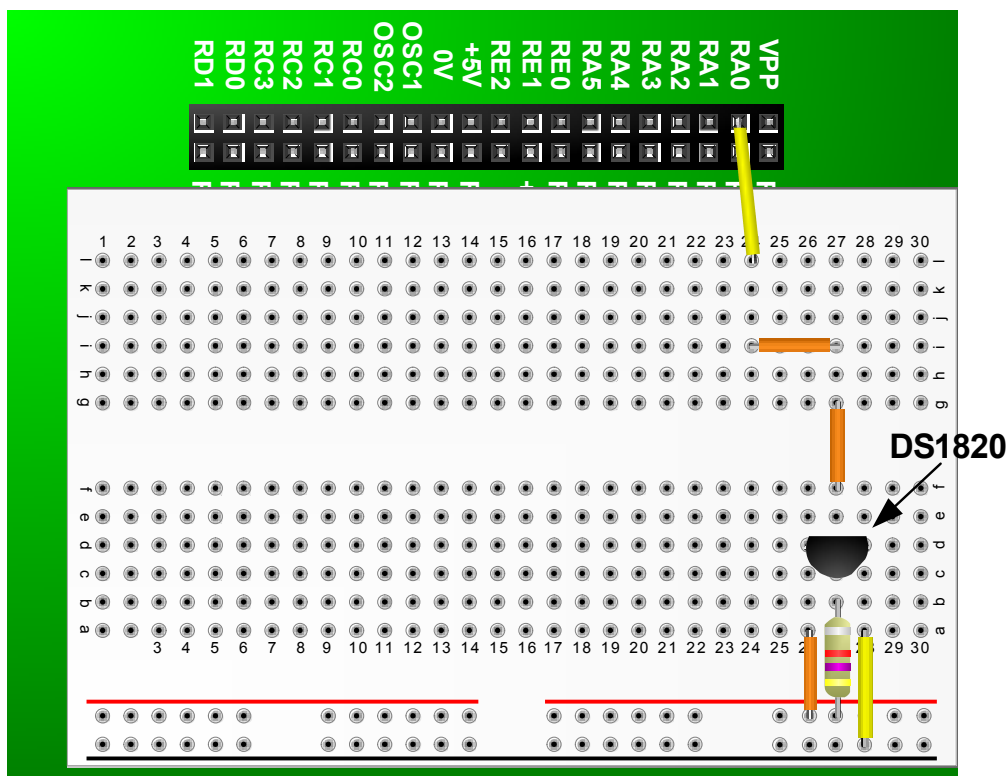 RD1 RD0 RC3 RC2 RC1 RC0 OSC2 OSC1 0V +5V RE2 RE1 RE0 RA5 RA4 RA3 RA2 RA1 RA0 VPP
1 2 3 4 5 6 7 8 9 10 11 12 13 14 15 16 17 18 19 20 21 22 23 25 26 27 28 29 30
l l
k k
j j
i i
h h
g g
DS1820
f f
e e
d d
c c
b b
a a
3 4 5 6 7 8 9 10 11 12 13 14 15 16 17 18 19 20 21 22 23 24 25 29 30